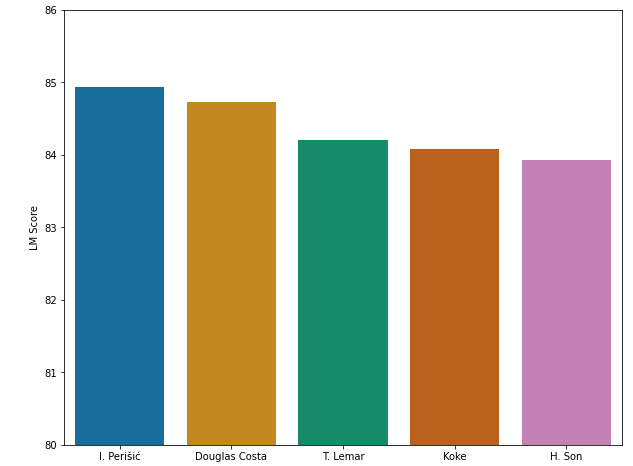 86
85
84
83
82
81
80
LM Score
I. Perišić
Douglas Costa
T. Lemar
Koke
H. Son